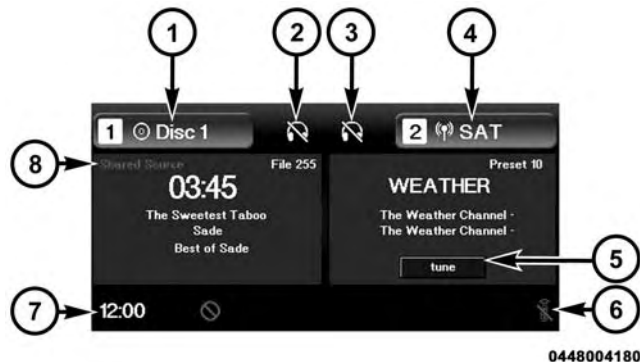 1 2 3 4
1 Disc 1 2 SAT
8 Shared Source File 255 Preset 10
03:45 WEATHER
The Sweetest Taboo The Weather Channel -
Sade The Weather Channel -
Best of Sade
tune 5
7 12:00 6
0448004180